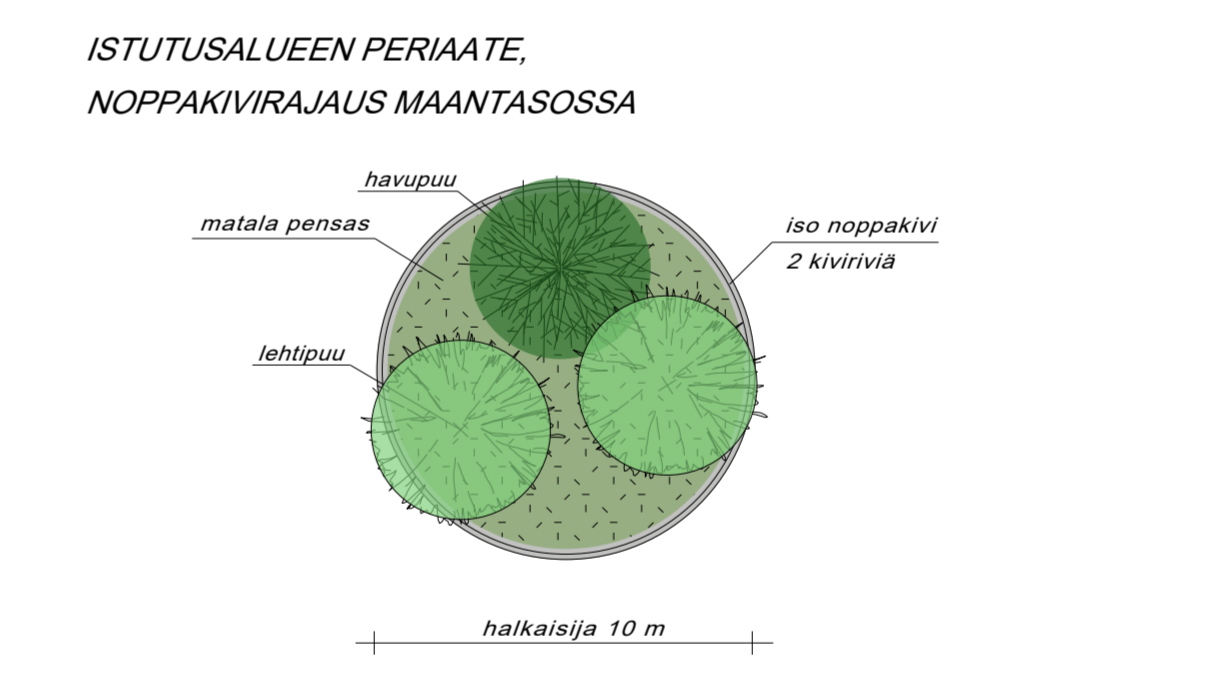 ISTUTUSALUEEN PERIAATE,
NOPPAKIVIRAJAUS MAANTASOSSA
havupuu
matala pensas
iso noppakivi
2 kiviriviä
lehtipuu
halkaisija 10 m